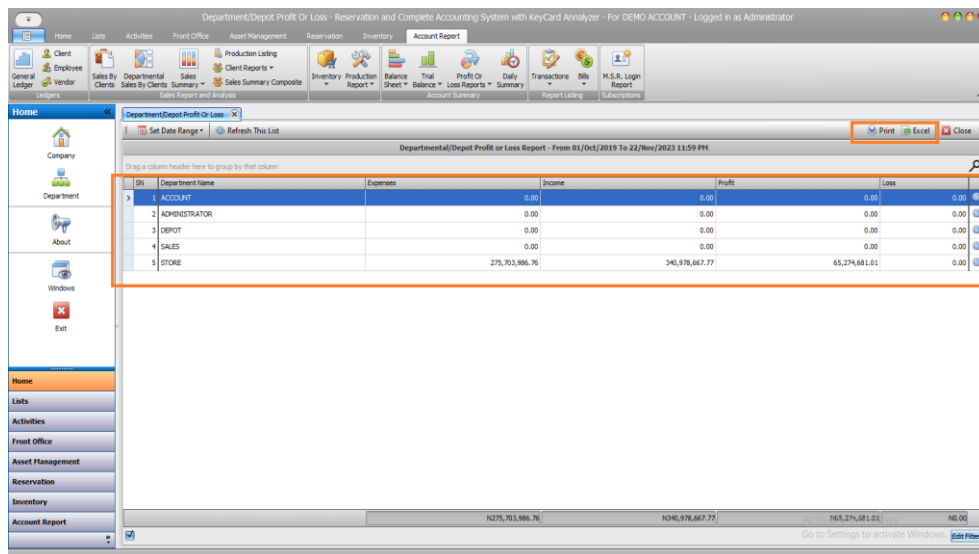 Department/Depot Profit Or Loss - Reservation and Complete Accounting System with KeyCard Annalyzer - For DEMO ACCOUNT - Logged in as Administrator
Home Lists Activities Front Office Asset Management Reservation Inventory Account Report
Client
Employee
Vendor
General Ledger
Sales By Clients
Departmental Sales By Clients
Sales Summary
Production Listing
Client Reports
Sales Summary Composite
Inventory
Production Report
Balance Sheet
Trial Balance
Profit Or Loss Reports
Daily Summary
Transactions
Bills
M.S.R. Login Report
Ledgers Sales Report and Analysis Account Summary Report Listing Subscriptions
Home
Department/Depot Profit Or Loss
Set Date Range Refresh This List Print Excel Close
Departmental/Depot Profit or Loss Report - From 01/Oct/2019 To 22/Nov/2023 11:59 PM
Drag a column header here to group by that column
SN Department Name Expenses Income Profit Loss
1 ACCOUNT 0.00 0.00 0.00 0.00
2 ADMINISTRATOR 0.00 0.00 0.00 0.00
3 DEPOT 0.00 0.00 0.00 0.00
4 SALES 0.00 0.00 0.00 0.00
5 STORE 275,703,986.76 340,978,667.77 65,274,681.01 0.00
Company
Department
About
Windows
Exit
Home
Lists
Activities
Front Office
Asset Management
Reservation
Inventory
Account Report
N275,703,986.76 N340,978,667.77 N65,274,681.01 N0.00
Go to Settings to activate Windows.